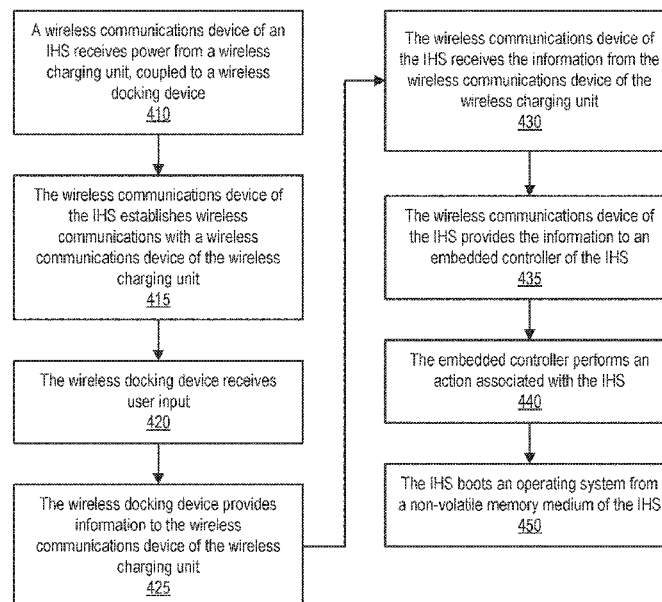 A wireless communications device of an
IHS receives power from a wireless
charging unit, coupled to a wireless
docking device
410
The wireless communications device of
the IHS establishes wireless
communications with a wireless
communications device of the wireless
charging unit
415
The wireless docking device receives
user input
420
The wireless docking device provides
information to the wireless
communications device of the wireless
charging unit
425
The wireless communications device of
the IHS receives the information from the
wireless communications device of the
wireless charging unit
430
The wireless communications device of
the IHS provides the information to an
embedded controller of the IHS
435
The embedded controller performs an
action associated with the IHS
440
The IHS boots an operating system from
a non-volatile memory medium of the IHS
450